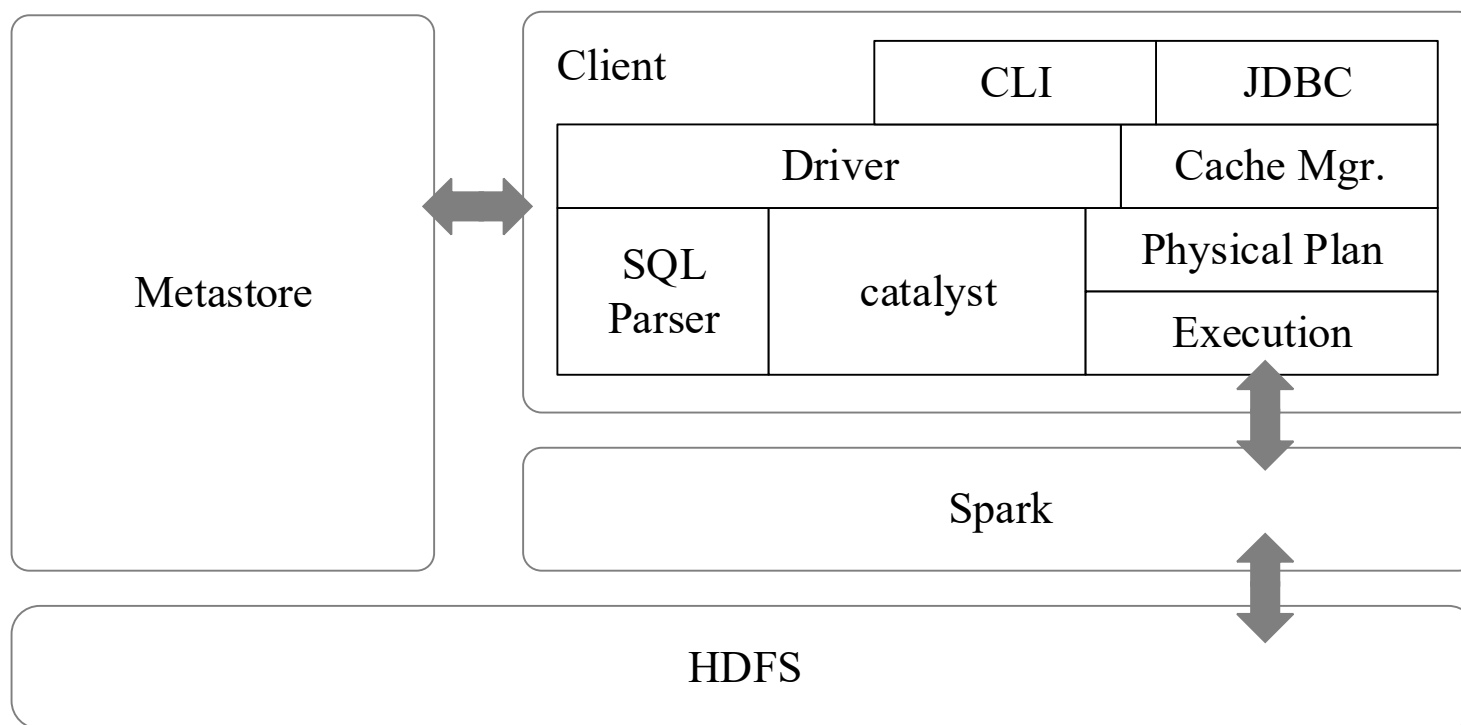 Client
CLI
JDBC
Driver
Cache Mgr.
Metastore
SQL
Parser
catalyst
Physical Plan
Execution
Spark
HDFS